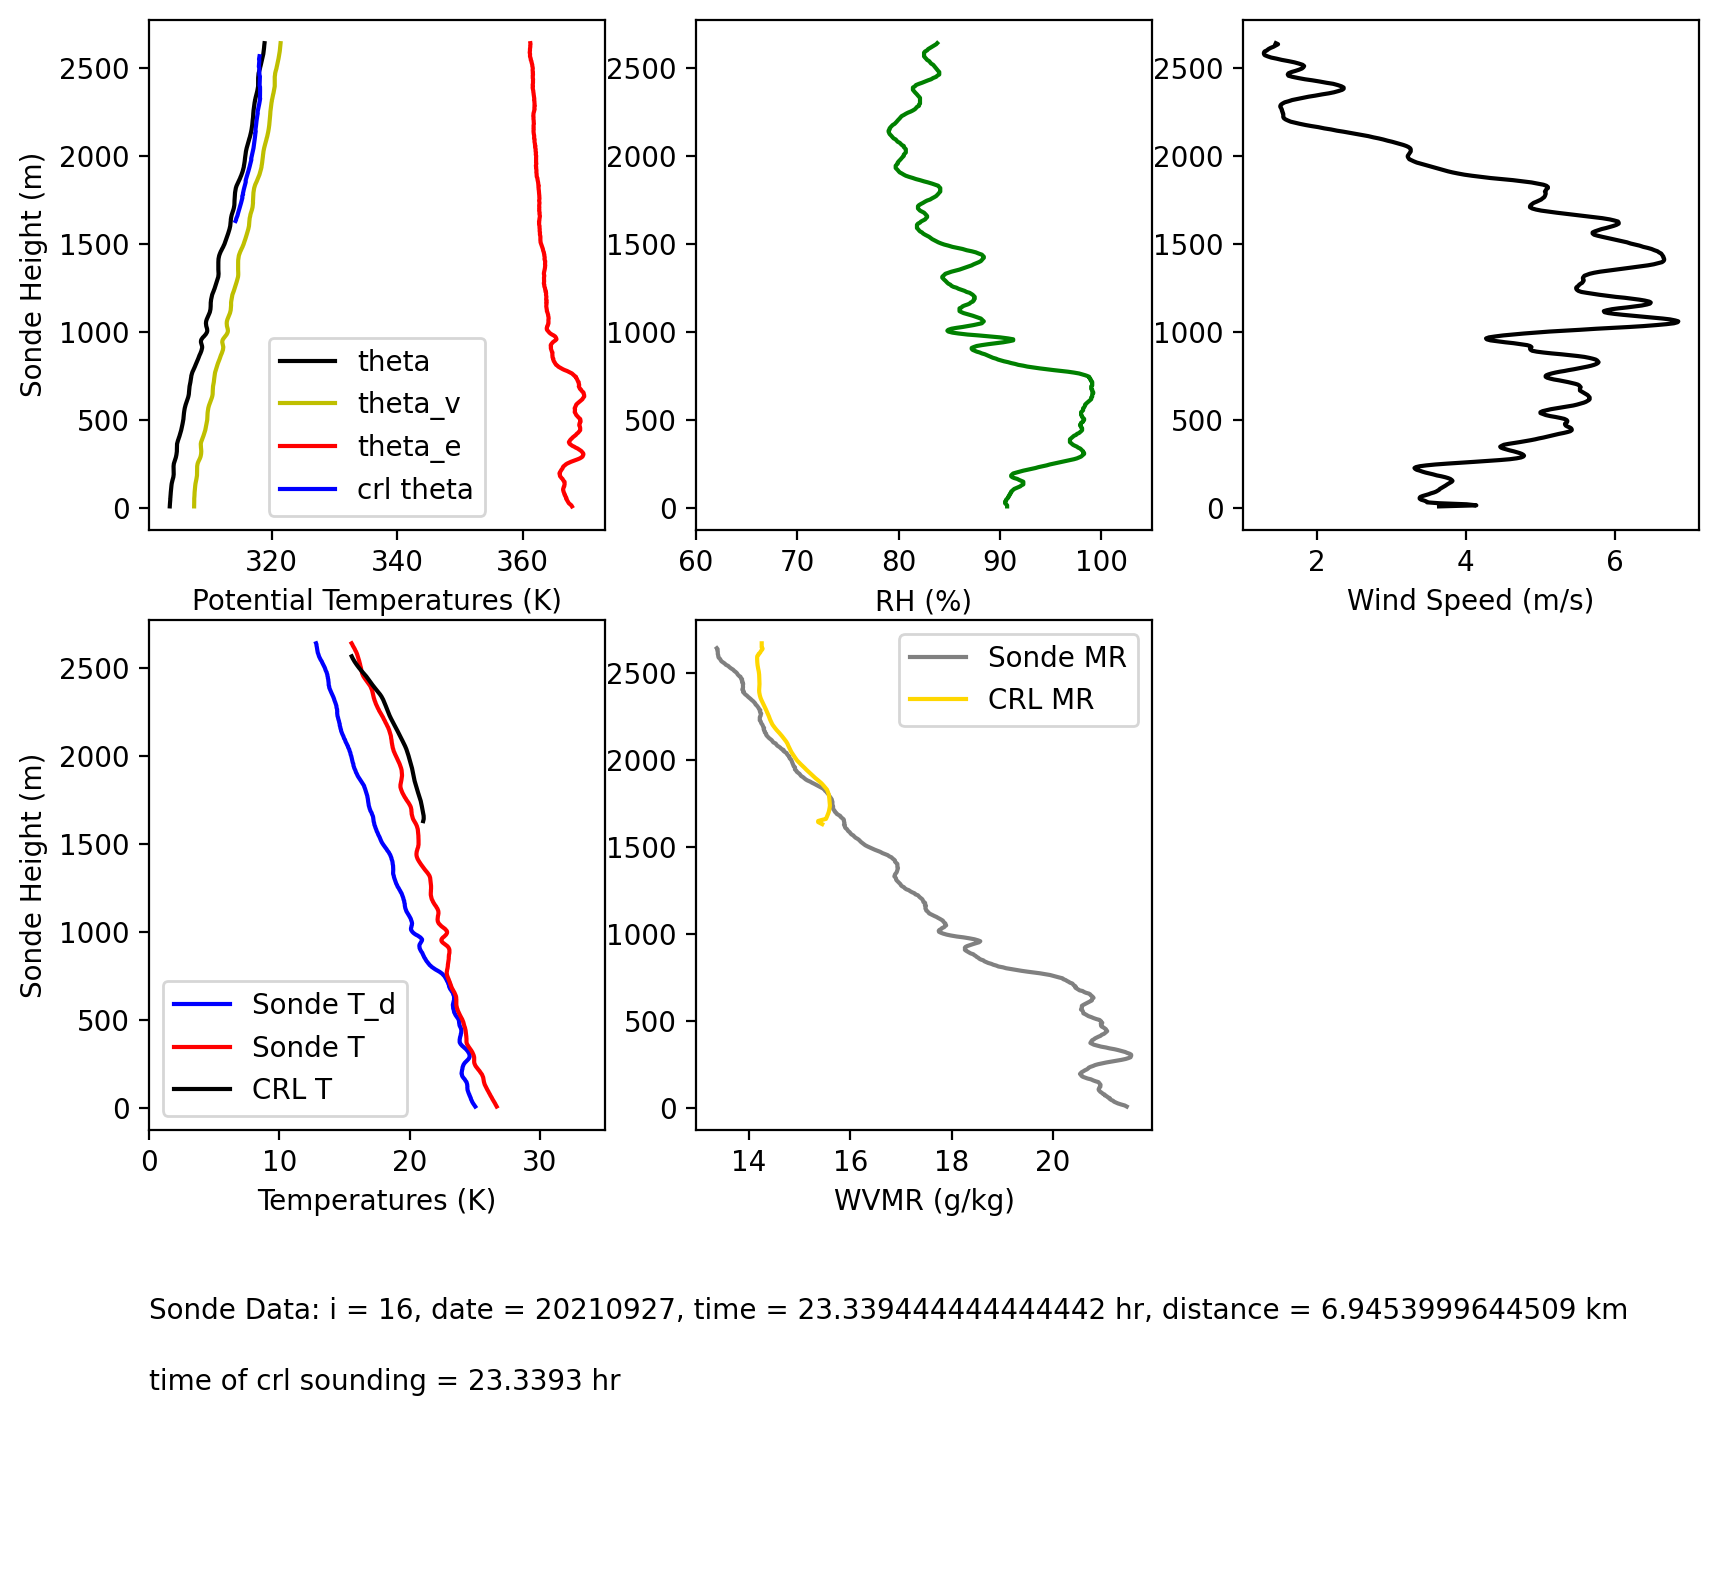 2500
2000
1500
1000
500
0
Sonde Height (m)
theta
theta_v
theta_e
crl theta
320
340
360
Potential Temperatures (K)
2500
2000
1500
1000
500
0
60
70
80
90
100
RH (%)
2500
2000
1500
1000
500
0
2
4
6
Wind Speed (m/s)
2500
2000
1500
1000
500
0
Sonde Height (m)
Sonde T_d
Sonde T
CRL T
0
10
20
30
Temperatures (K)
2500
2000
1500
1000
500
0
Sonde MR
CRL MR
14
16
18
20
WVMR (g/kg)
Sonde Data: i = 16, date = 20210927, time = 23.339444444444442 hr, distance = 6.9453999644509 km
time of crl sounding = 23.3393 hr